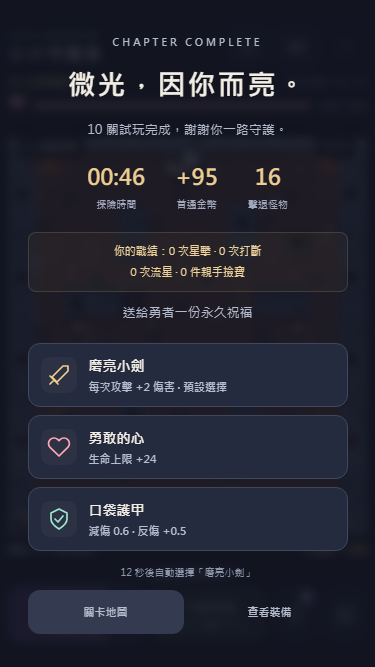 CHAPTER COMPLETE
微光，因你而亮。
10 關試玩完成，謝謝你一路守護。
00:46 +95 16
探險時間 首通金幣 擊退怪物
你的戰績：0 次星擊 · 0 次打斷
0 次流星 · 0 件親手撿寶
送給勇者一份永久祝福
磨亮小劍
每次攻擊 +2 傷害 · 預設選擇
勇敢的心
生命上限 +24
口袋護甲
減傷 0.6 · 反傷 +0.5
12 秒後自動選擇「磨亮小劍」
關卡地圖 查看裝備